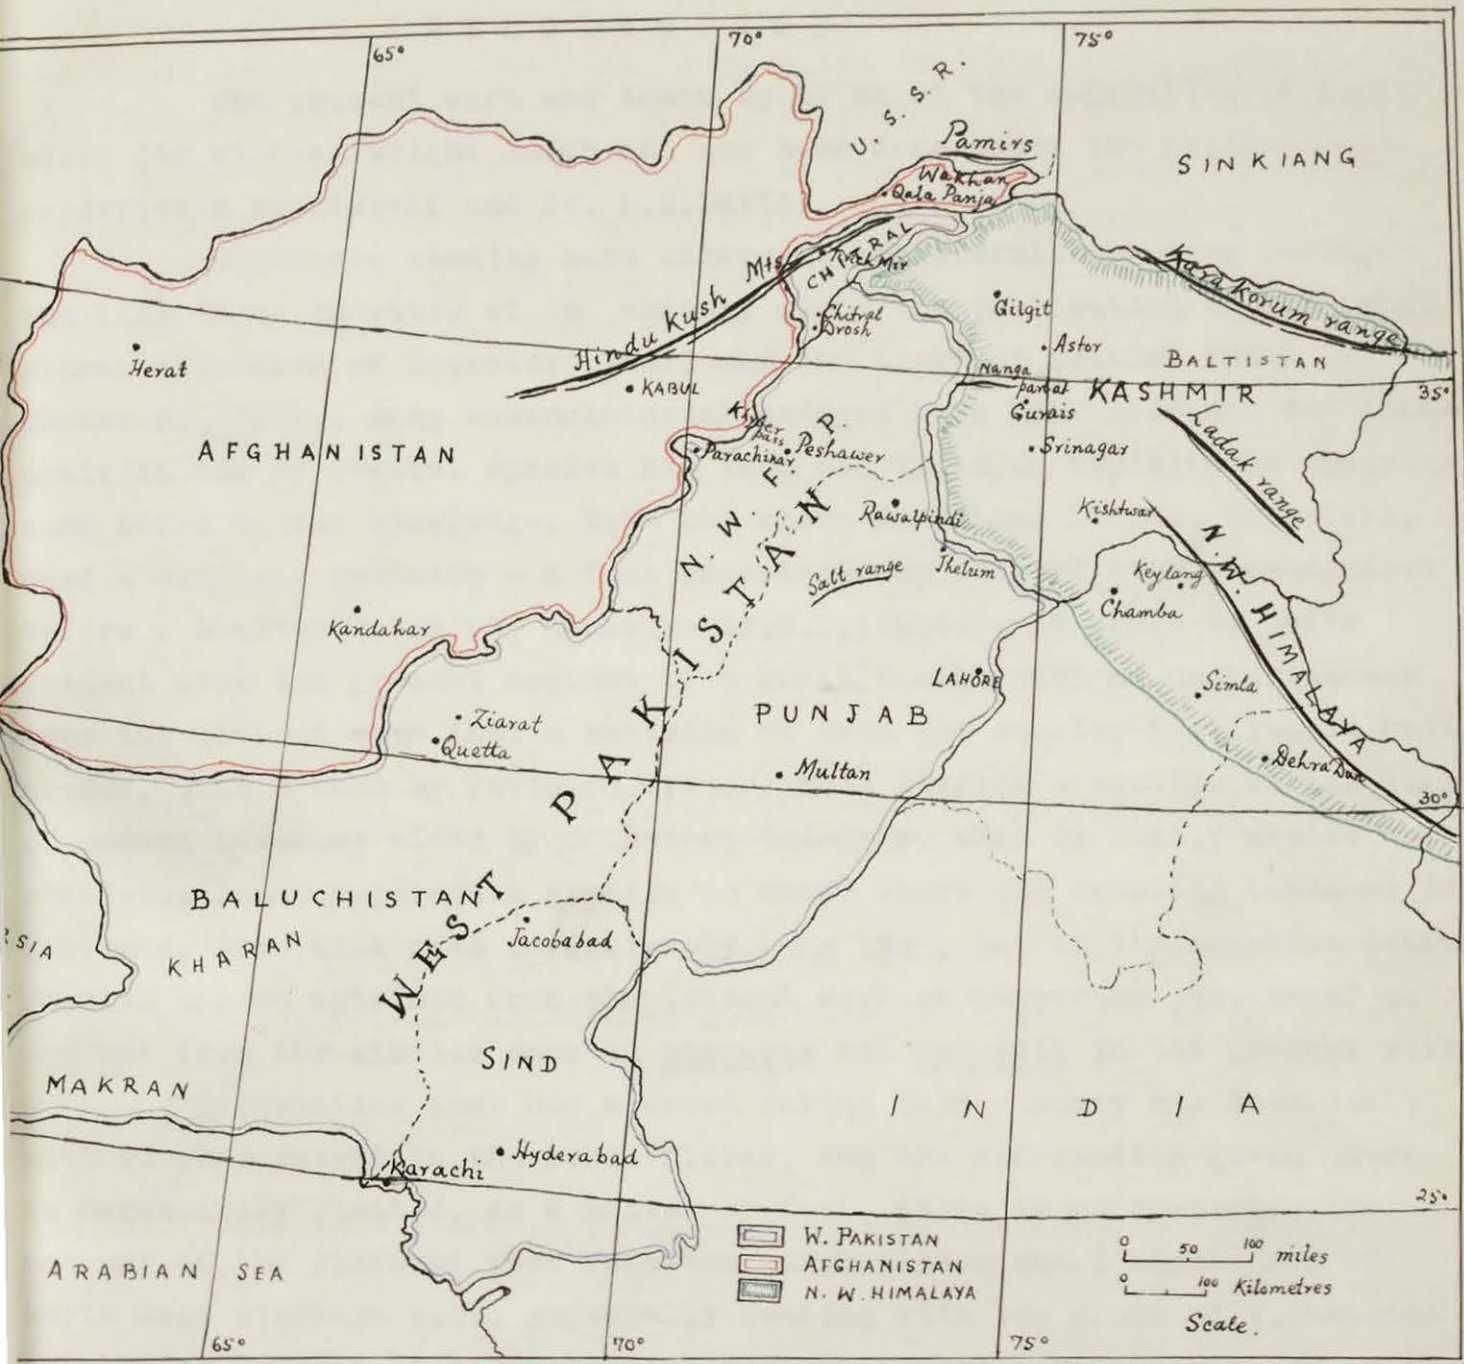 65°
70°
75°
U. S. S. R.
Pamirs
SINKIANG
Wakhan
Qala Panja
CHITRAL
Tirich Mir
Mts
Hindu Kush
Kara korum range
Gilgit
Chitral
Drosh
Astor
BALTISTAN
Herat
KABUL
Nanga
parbat
KASHMIR
35°
Gurais
Ladak range
Khyber
pass
Peshawer
Parachinar
Srinagar
AFGHANISTAN
N. W. F. P.
Rawalpindi
Kishtwar
N. W. HIMALAYA
Jhelum
Salt range
Keylang
Chamba
Kandahar
LAHORE
Simla
Ziarat
Quetta
PUNJAB
Multan
Dehra Dun
30°
WEST PAKISTAN
BALUCHISTAN
Jacobabad
RSIA
KHARAN
SIND
MAKRAN
INDIA
Hyderabad
Karachi
25°
ARABIAN SEA
W. PAKISTAN
AFGHANISTAN
N. W. HIMALAYA
0 50 100 miles
0 100 Kilometres
Scale.
65°
70°
75°